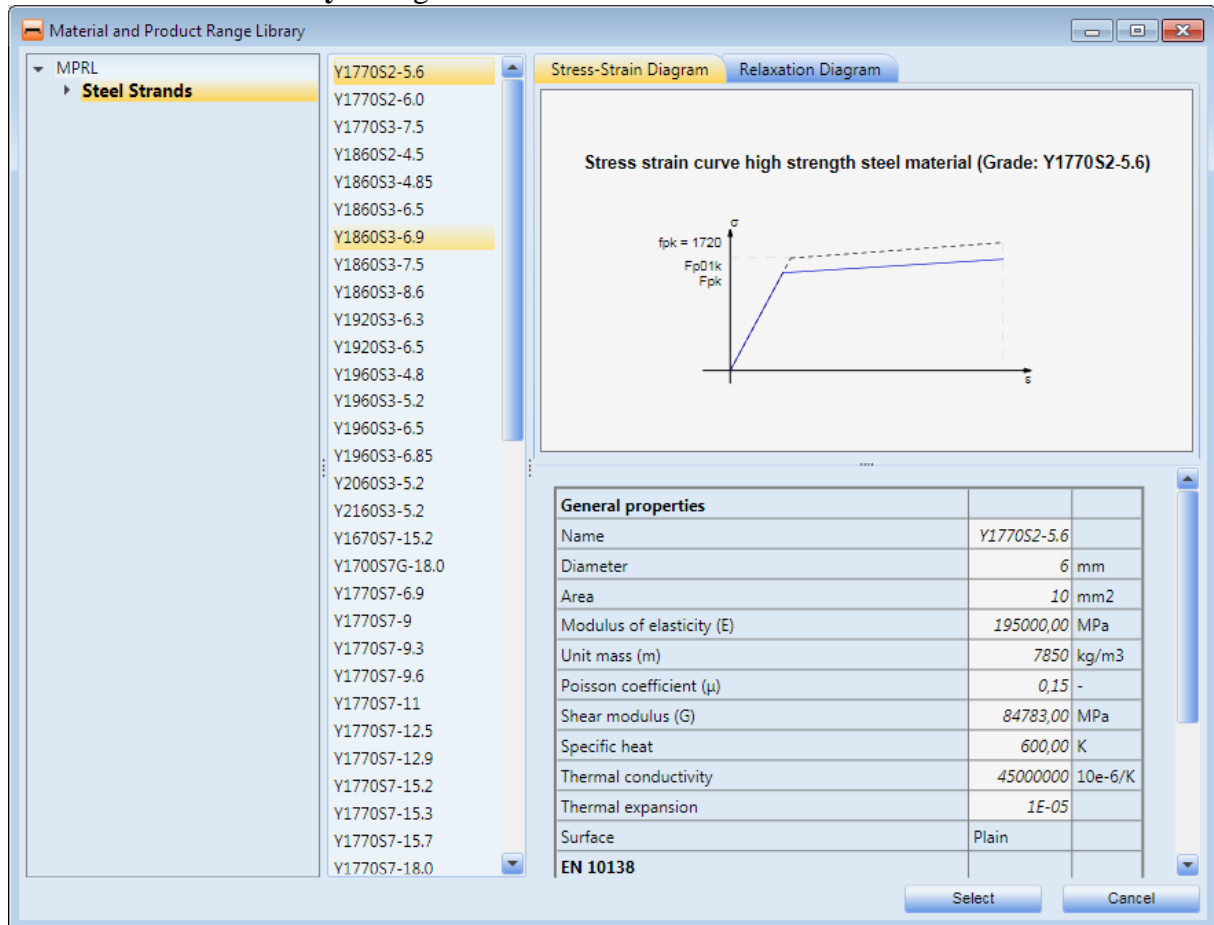 Material and Product Range Library
MPRL
Steel Strands
Y1770S2-5.6
Y1770S2-6.0
Y1770S3-7.5
Y1860S2-4.5
Y1860S3-4.85
Y1860S3-6.5
Y1860S3-6.9
Y1860S3-7.5
Y1860S3-8.6
Y1920S3-6.3
Y1920S3-6.5
Y1960S3-4.8
Y1960S3-5.2
Y1960S3-6.5
Y1960S3-6.85
Y2060S3-5.2
Y2160S3-5.2
Y1670S7-15.2
Y1700S7G-18.0
Y1770S7-6.9
Y1770S7-9
Y1770S7-9.3
Y1770S7-9.6
Y1770S7-11
Y1770S7-12.5
Y1770S7-12.9
Y1770S7-15.2
Y1770S7-15.3
Y1770S7-15.7
Y1770S7-18.0
Stress-Strain Diagram Relaxation Diagram
Stress strain curve high strength steel material (Grade: Y1770S2-5.6)
σ
fpk = 1720
Fp01k
Fpk
ε
General properties
Name Y1770S2-5.6
Diameter 6 mm
Area 10 mm2
Modulus of elasticity (E) 195000,00 MPa
Unit mass (m) 7850 kg/m3
Poisson coefficient (μ) 0,15 -
Shear modulus (G) 84783,00 MPa
Specific heat 600,00 K
Thermal conductivity 45000000 10e-6/K
Thermal expansion 1E-05
Surface Plain
EN 10138
Select Cancel